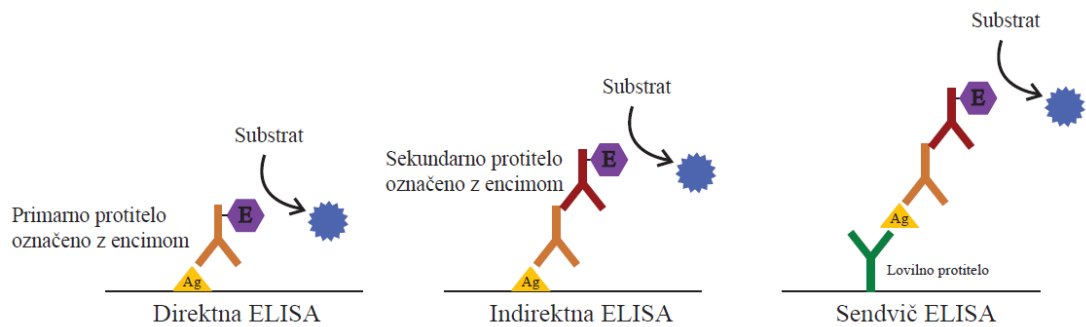 Substrat
Primarno protitelo
označeno z encimom
E
Ag
Direktna ELISA
Substrat
Sekundarno protitelo
označeno z encimom
E
Ag
Indirektna ELISA
Substrat
E
Ag
Lovilno protitelo
Sendvič ELISA